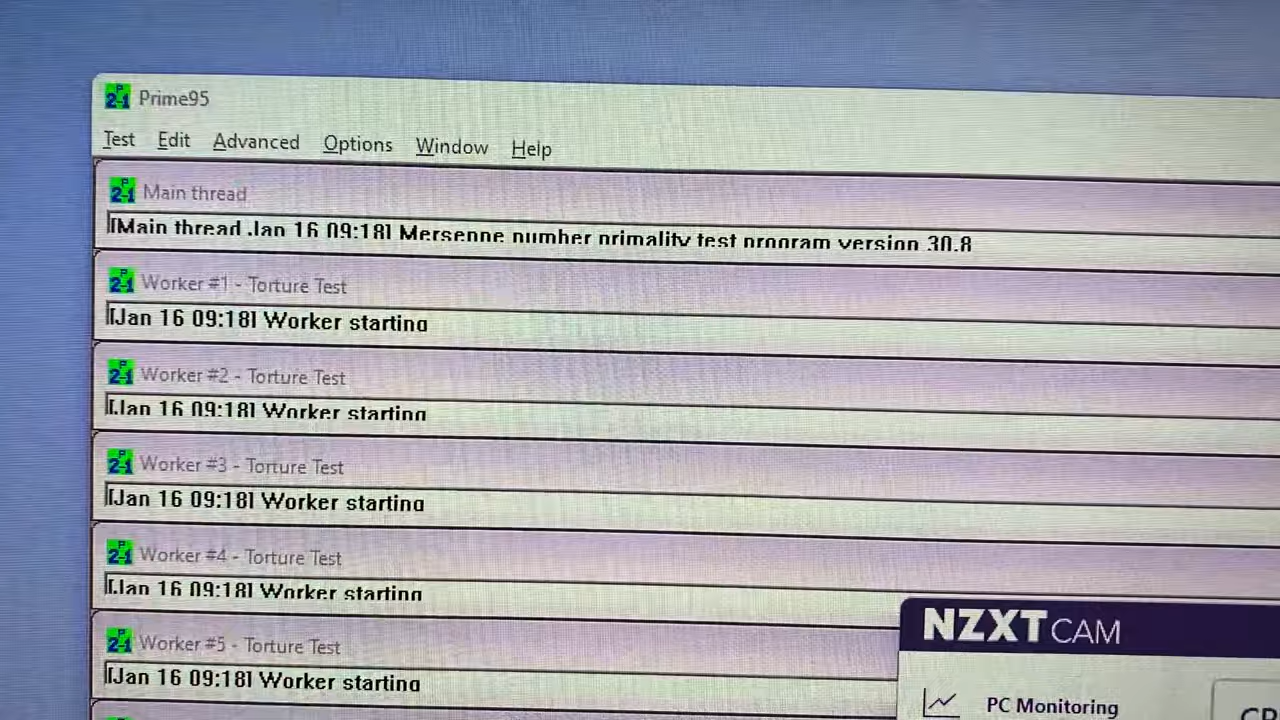 Prime95
Test Edit Advanced Options Window Help
Main thread
[Main thread Jan 16 09:18] Mersenne number primality test program version 30.8
Worker #1 - Torture Test
[Jan 16 09:18] Worker starting
Worker #2 - Torture Test
[Jan 16 09:18] Worker starting
Worker #3 - Torture Test
[Jan 16 09:18] Worker starting
Worker #4 - Torture Test
[Jan 16 09:18] Worker starting
Worker #5 - Torture Test
[Jan 16 09:18] Worker starting
NZXT CAM
PC Monitoring